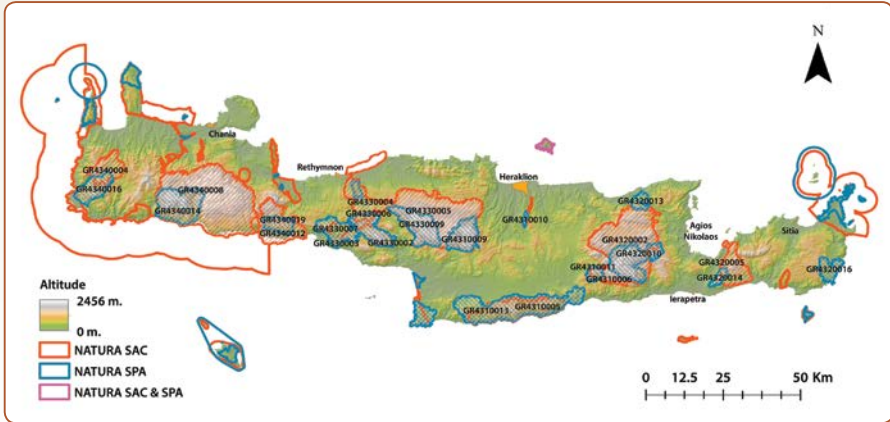 N
Chania
Rethymnon
Heraklion
Agios
Nikolaos
Sitia
Ierapetra
GR4340004
GR4340016
GR4340008
GR4340014
GR4340019
GR4340012
GR4330004
GR4330006
GR4330005
GR4330007
GR4330009
GR4330003
GR4330002
GR4310009
GR4310010
GR4320013
GR4320002
GR4320010
GR4310011
GR4310006
GR4320005
GR4320014
GR4320016
GR4310013
GR4310005
Altitude
2456 m.
0 m.
NATURA SAC
NATURA SPA
NATURA SAC & SPA
0 12.5 25 50 Km